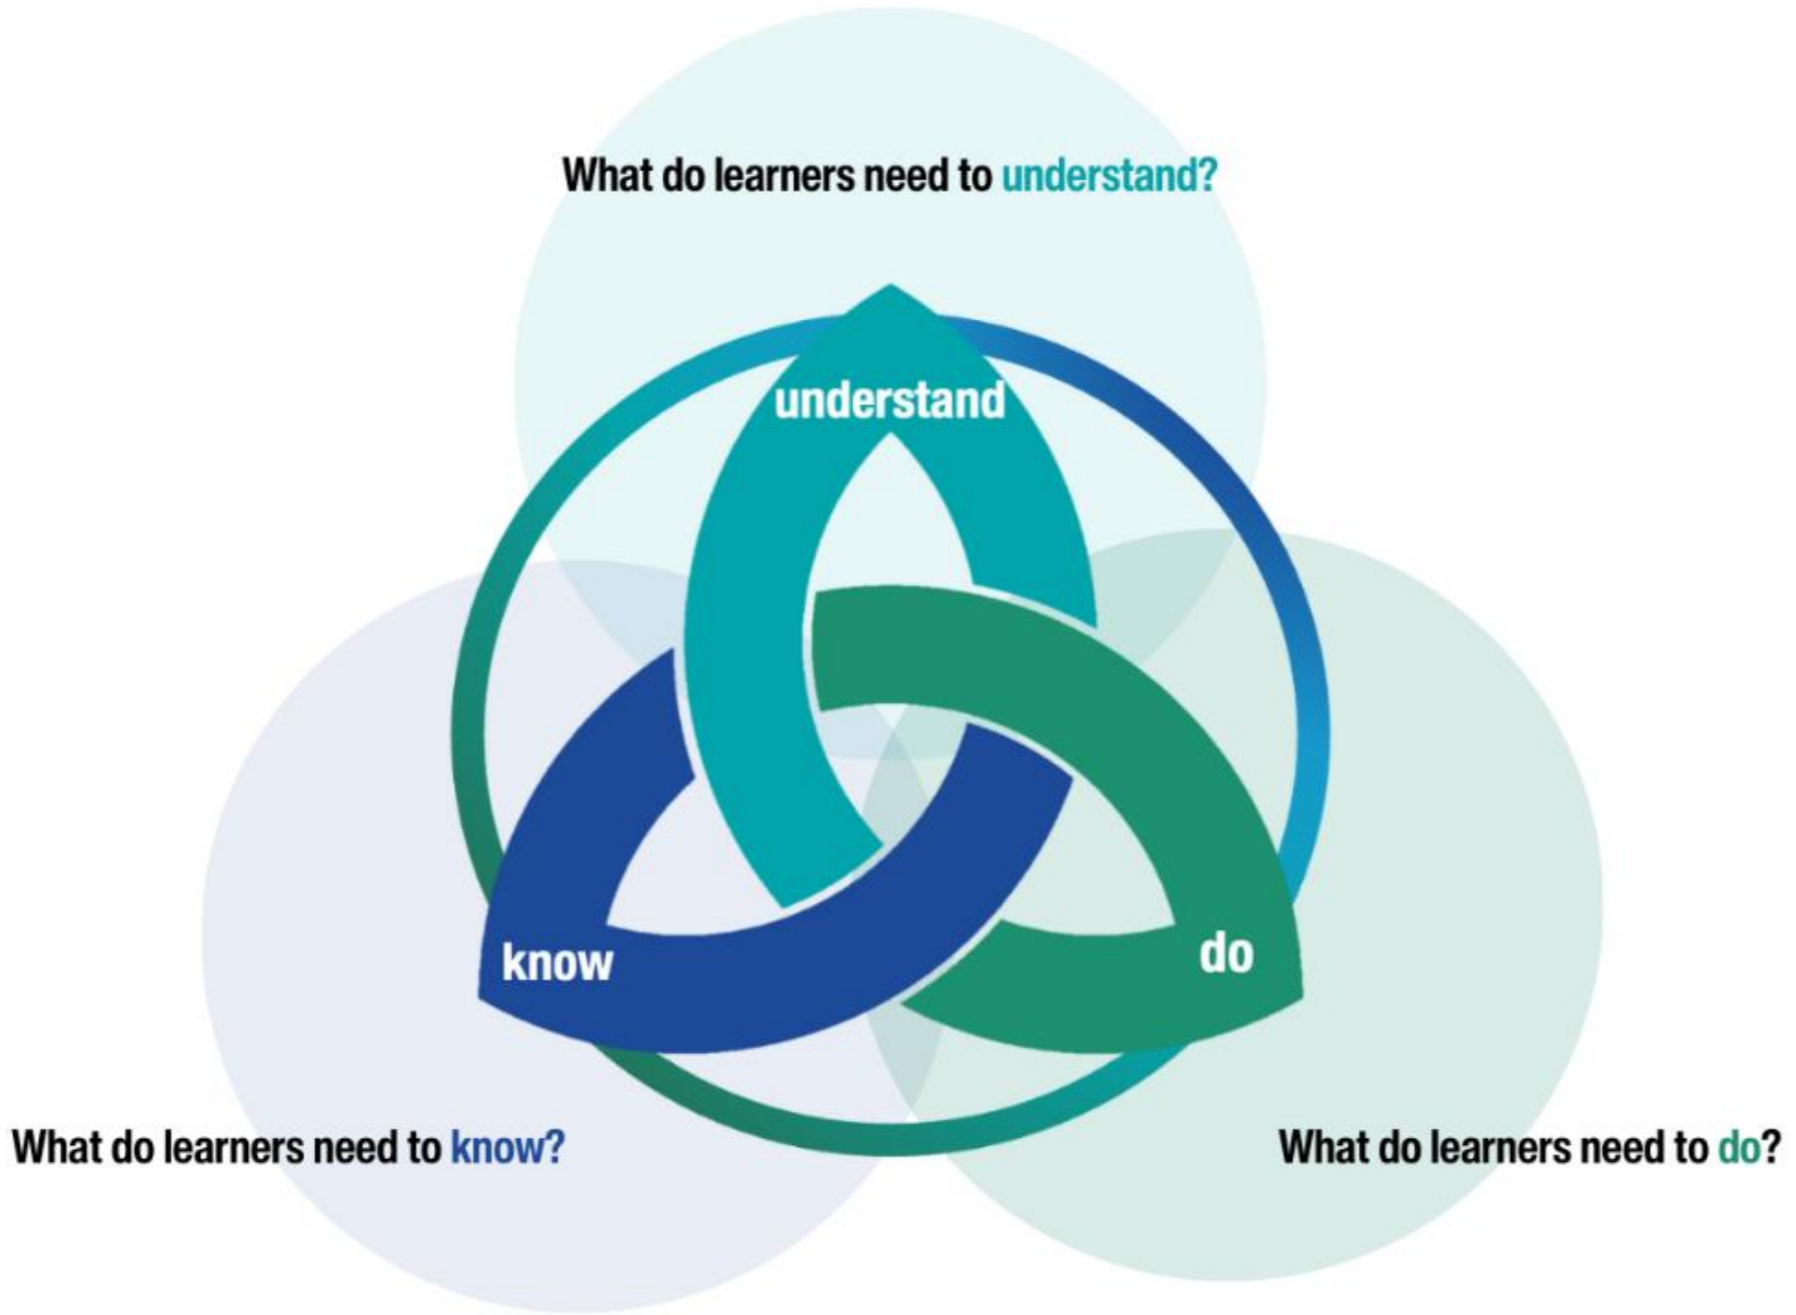 What do learners need to understand?
understand
know
do
What do learners need to know?
What do learners need to do?